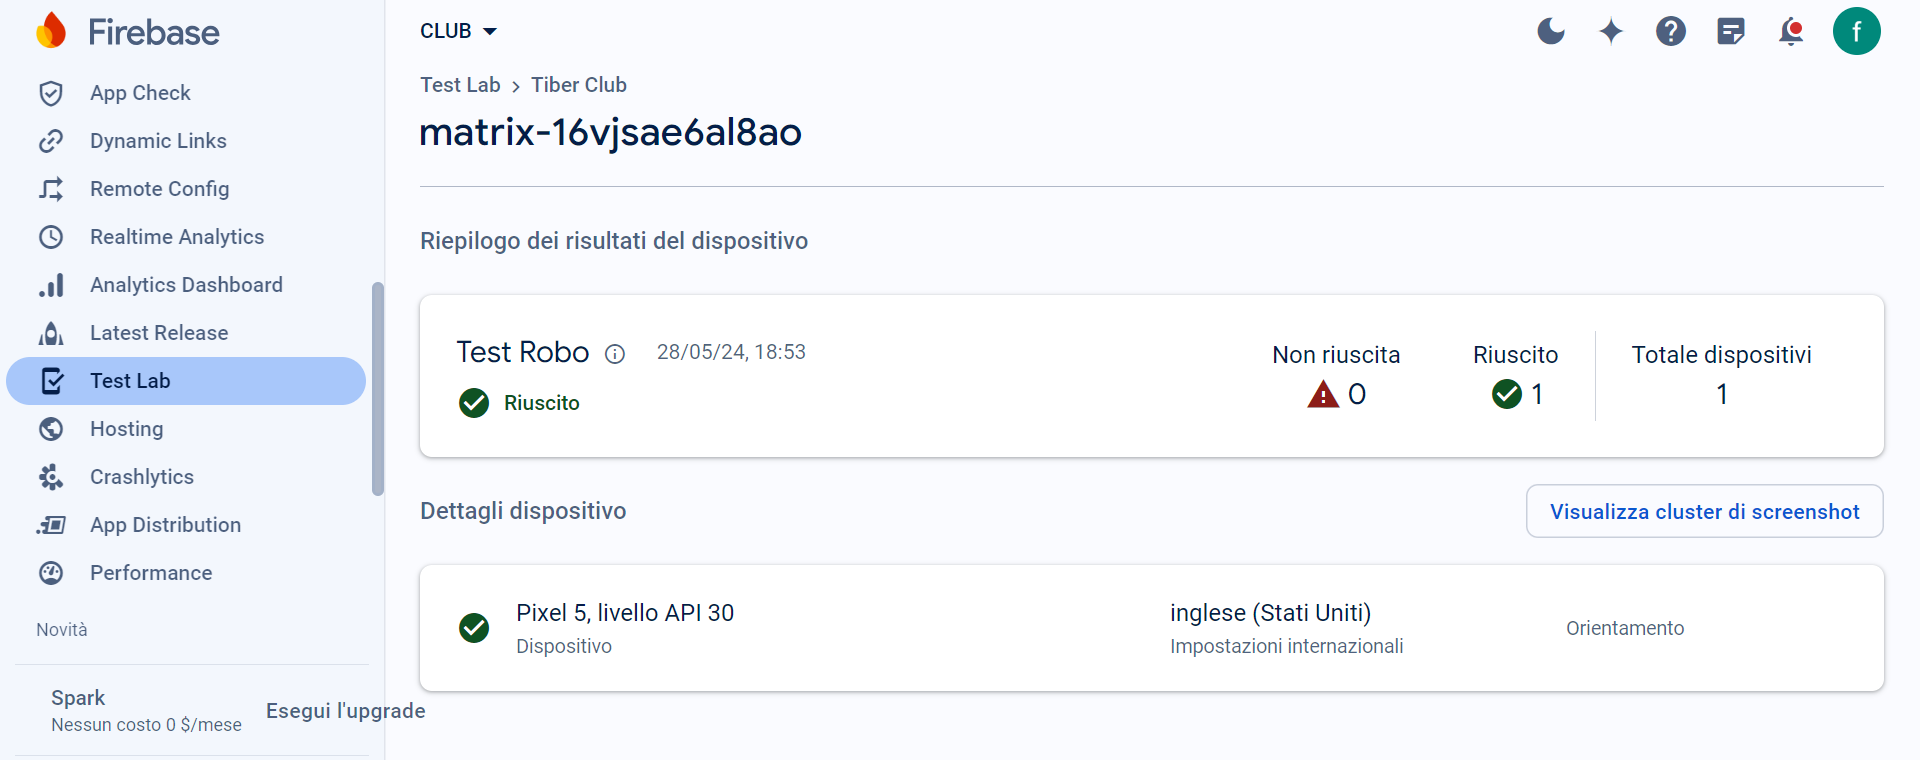 Firebase
App Check
Dynamic Links
Remote Config
Realtime Analytics
Analytics Dashboard
Latest Release
Test Lab
Hosting
Crashlytics
App Distribution
Performance
Novità
Spark
Nessun costo 0 $/mese
Esegui l'upgrade
CLUB
f
Test Lab > Tiber Club
matrix-16vjsae6al8ao
Riepilogo dei risultati del dispositivo
Test Robo 28/05/24, 18:53
Riuscito
Non riuscita
0
Riuscito
1
Totale dispositivi
1
Dettagli dispositivo
Visualizza cluster di screenshot
Pixel 5, livello API 30
Dispositivo
inglese (Stati Uniti)
Impostazioni internazionali
Orientamento